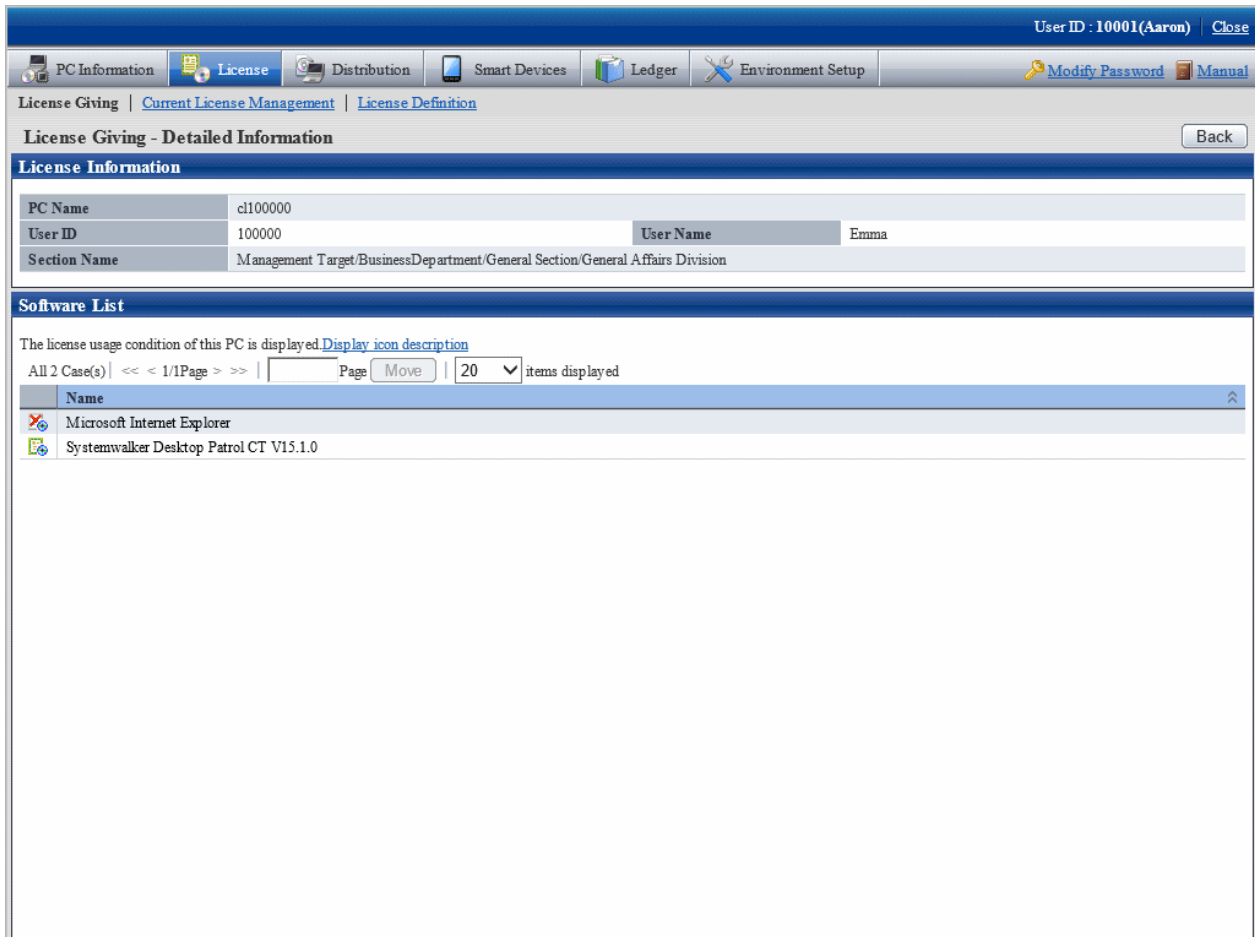 User ID : 10001(Aaron) Close
PC Information License Distribution Smart Devices Ledger Environment Setup Modify Password Manual
License Giving | Current License Management | License Definition
License Giving - Detailed Information Back
License Information
PC Name cl100000
User ID 100000 User Name Emma
Section Name Management Target/BusinessDepartment/General Section/General Affairs Division
Software List
The license usage condition of this PC is displayed.Display icon description
All 2 Case(s) | << < 1/1Page > >> | Page Move | 20 items displayed
Name
Microsoft Internet Explorer
Systemwalker Desktop Patrol CT V15.1.0